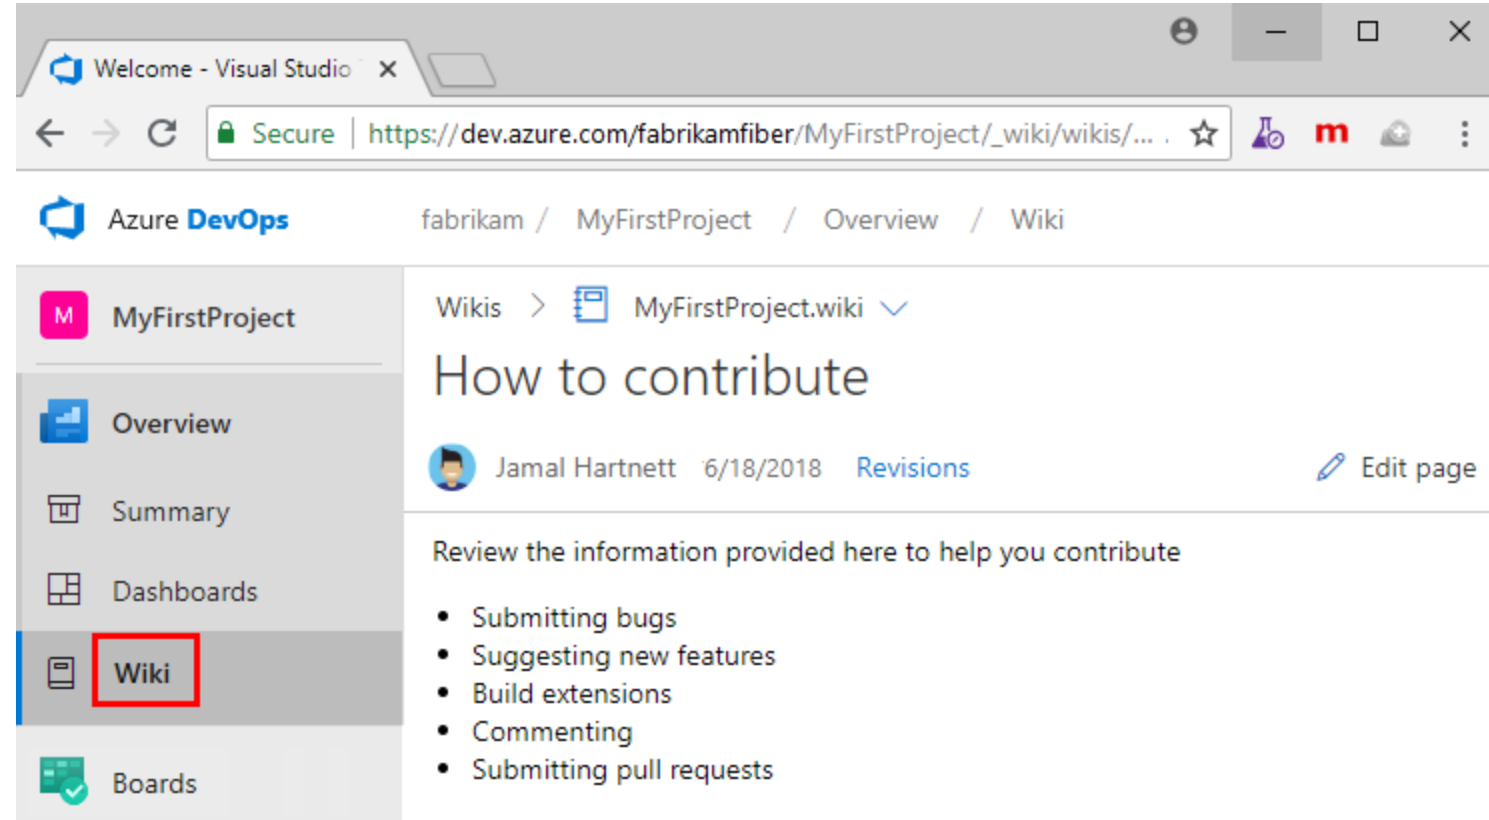 Welcome - Visual Studio
Secure | https://dev.azure.com/fabrikamfiber/MyFirstProject/_wiki/wikis/... .
m
Azure DevOps
fabrikam / MyFirstProject / Overview / Wiki
M MyFirstProject
Wikis > MyFirstProject.wiki
How to contribute
Overview
Jamal Hartnett 6/18/2018 Revisions
Edit page
Summary
Review the information provided here to help you contribute
Dashboards
• Submitting bugs
• Suggesting new features
Wiki
• Build extensions
• Commenting
• Submitting pull requests
Boards